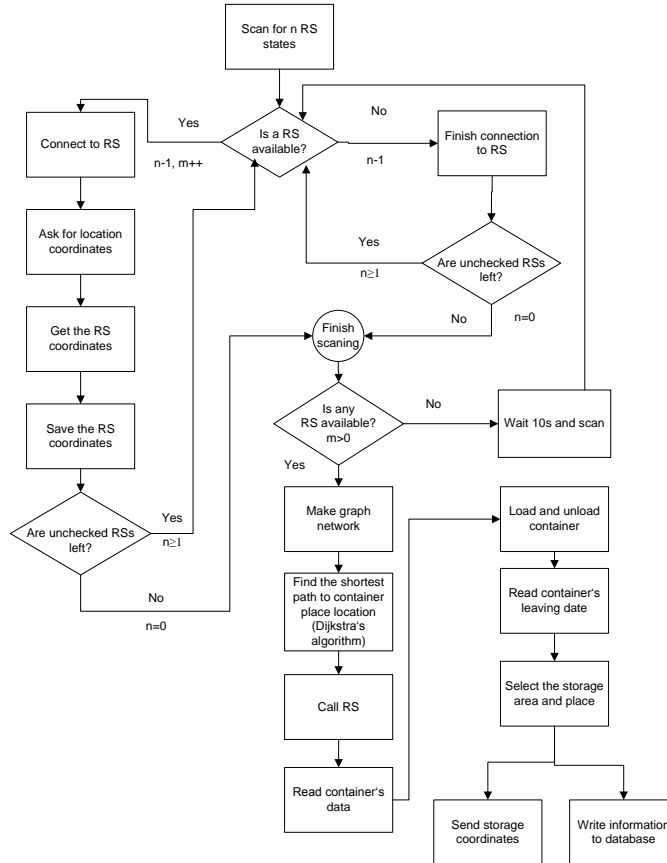 Scan for n RS
states
Yes
No
Connect to RS
Is a RS
available?
Finish connection
to RS
n-1, m++
n-1
Ask for location
coordinates
Yes
Are unchecked RSs
left?
n≥1
Get the RS
coordinates
Finish
scaning
No
n=0
Save the RS
coordinates
Is any
RS available?
m>0
No
Wait 10s and scan
Yes
Are unchecked RSs
left?
Yes
n≥1
Make graph
network
Load and unload
container
No
n=0
Find the shortest
path to container
place location
(Dijkstra‘s
algorithm)
Read container‘s
leaving date
Call RS
Select the storage
area and place
Read container‘s
data
Send storage
coordinates
Write information
to database